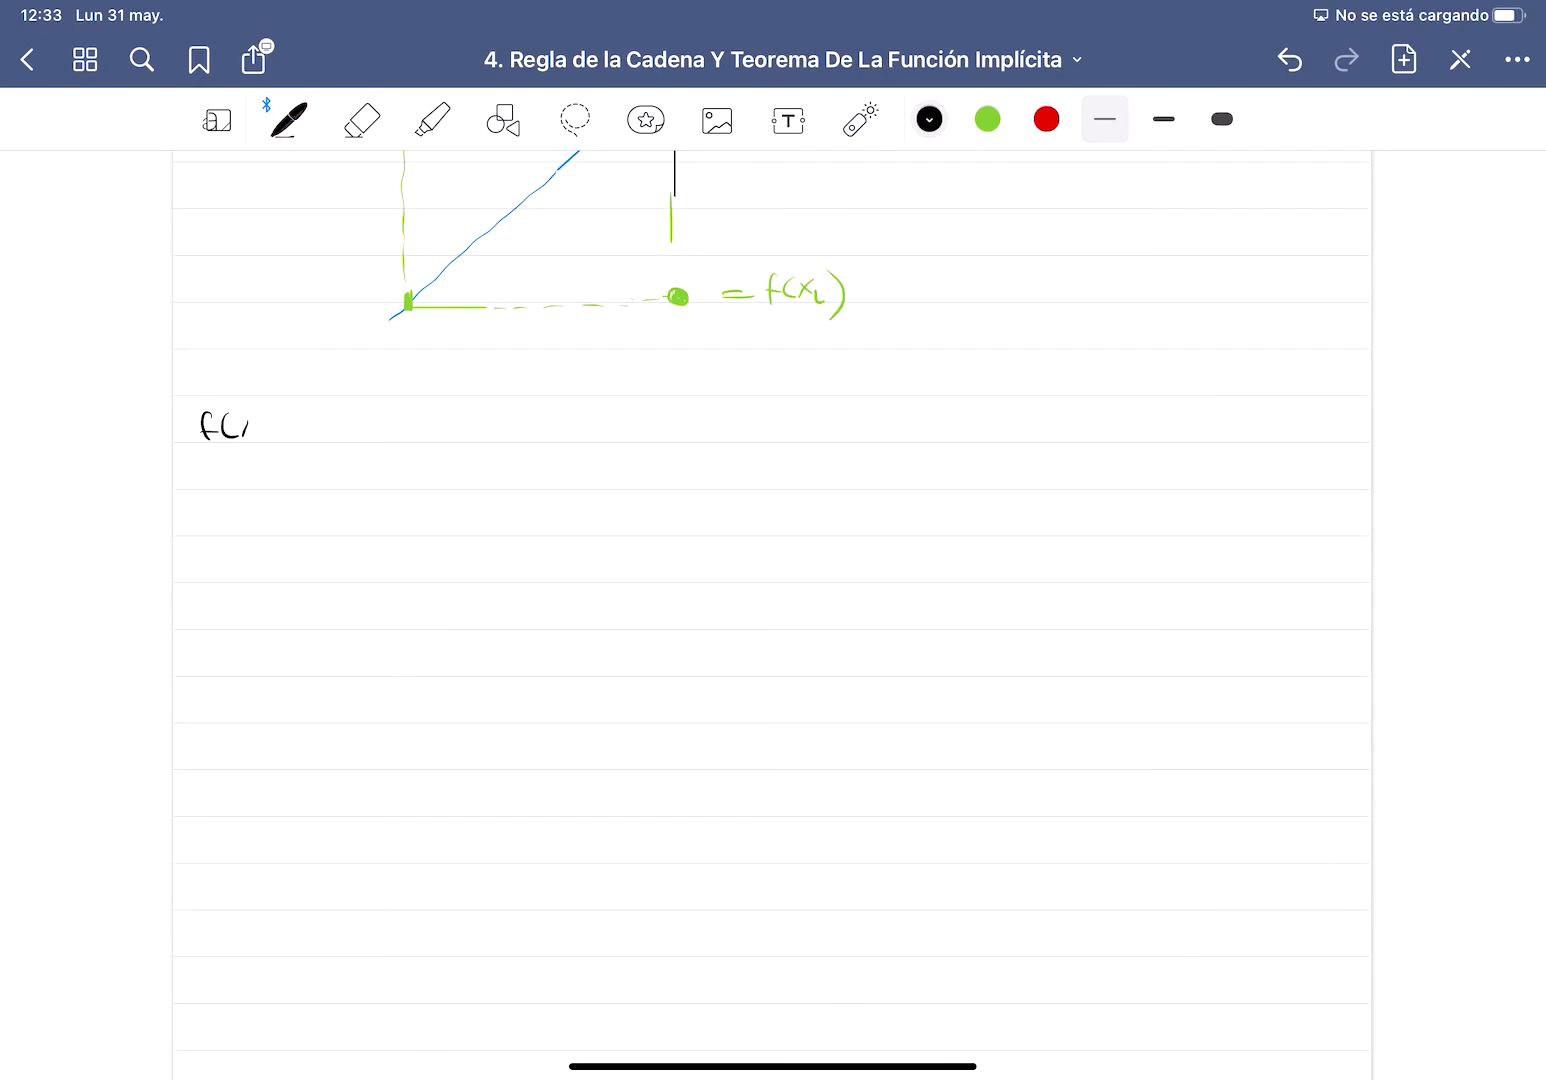 12:33 Lun 31 may. No se está cargando
4. Regla de la Cadena Y Teorema De La Función Implícita
= f(x₂)
f(